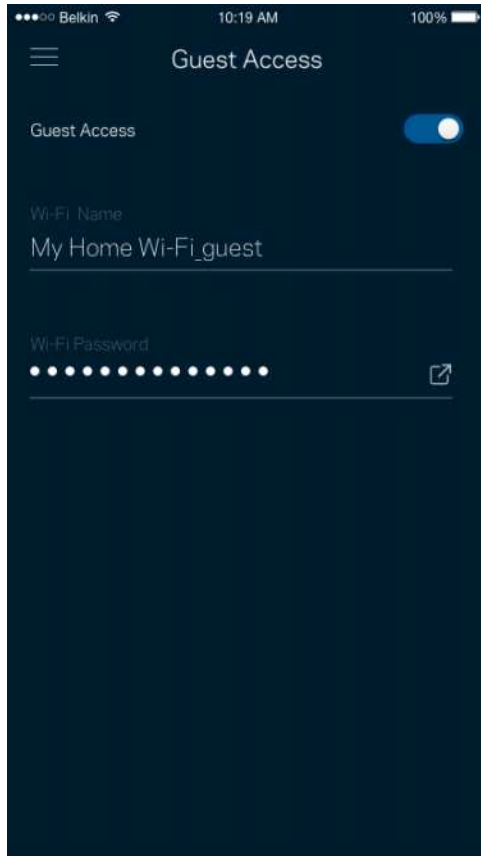 Belkin 10:19 AM 100%
Guest Access
Guest Access
Wi-Fi Name
My Home Wi-Fi_guest
Wi-Fi Password
●●●●●●●●●●●●●●